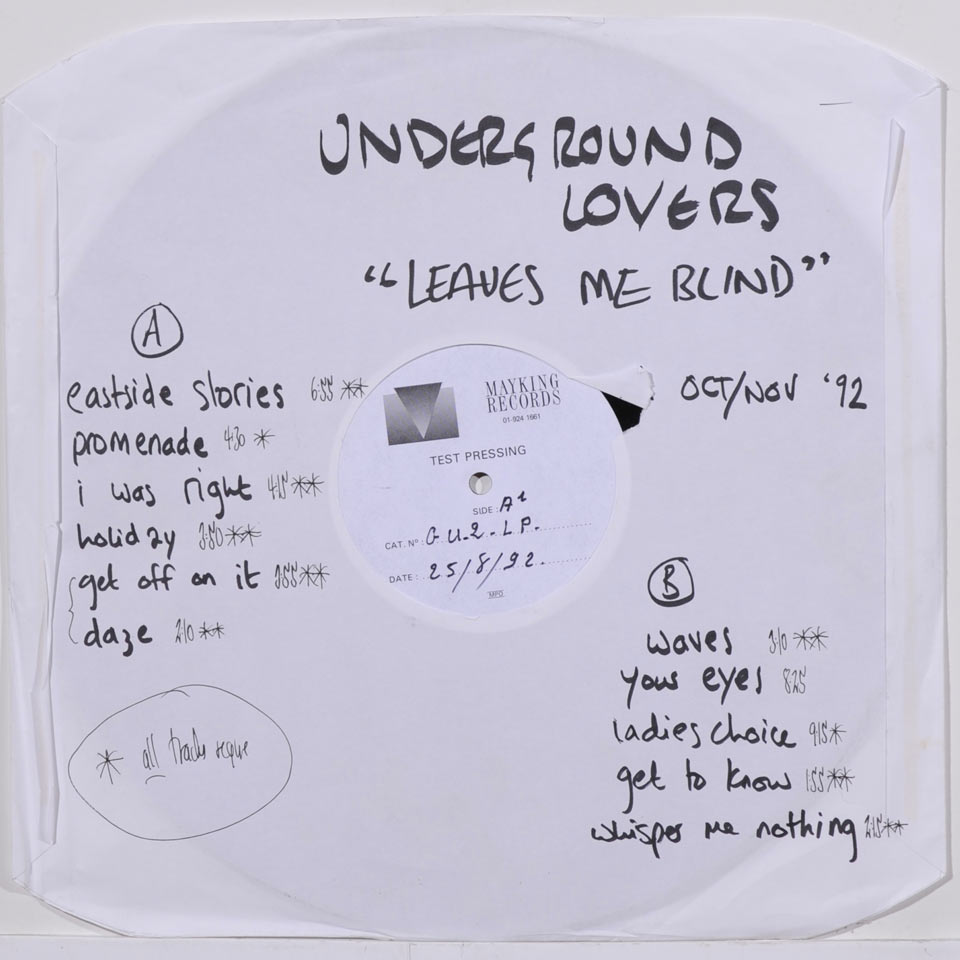 UNDERGROUND
LOVERS
“LEAVES ME BLIND”
OCT/NOV '92
A
eastside stories 6:55 **
promenade 4:30 *
i was right 4:15 **
holiday 3:50 **
get off on it 3:55 **
daze 2:10 **
* all tracks segue
MAYKING
RECORDS
01-924 1661
TEST PRESSING
SIDE : A¹
CAT. Nº : G U.2. L P.
DATE : 25/8/92.
MPO
B
waves 3:10 **
your eyes 8:25
ladies choice 9:15 *
get to know 1:55 **
whisper me nothing 2:15 **